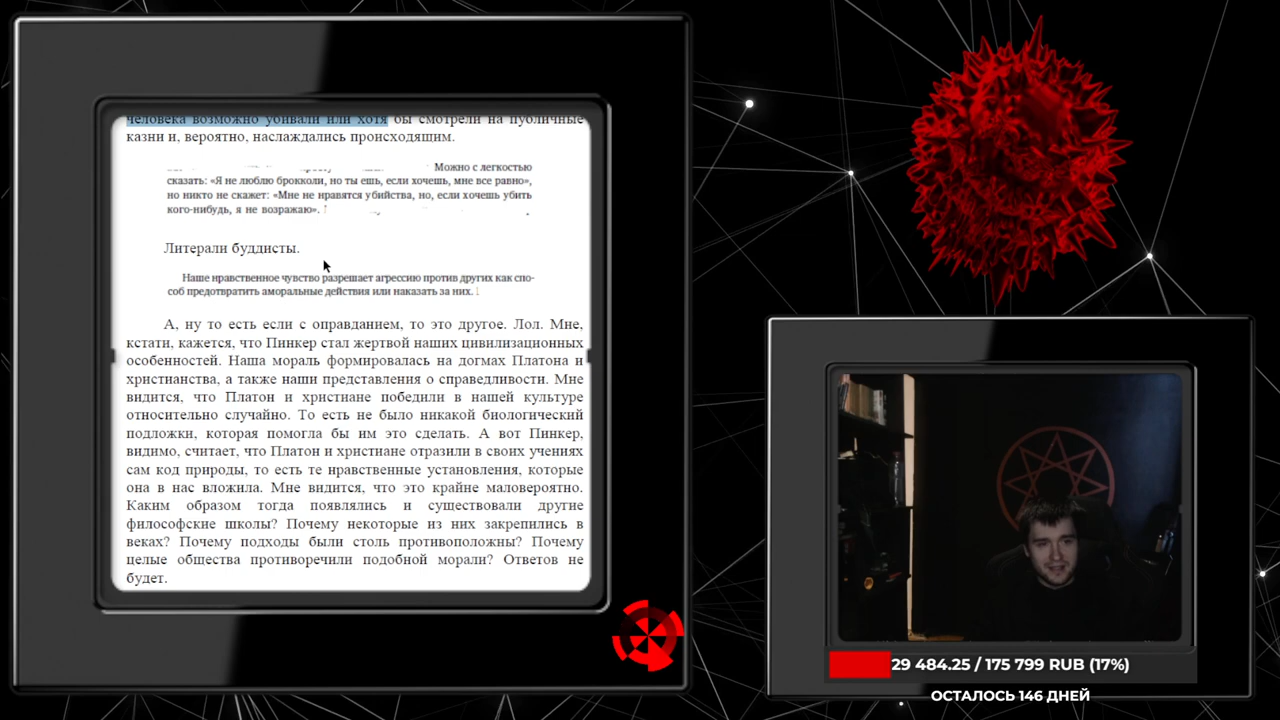 человека возможно убивали или хотя бы смотрели на публичные
казни и, вероятно, наслаждались происходящим.
Можно с легкостью
сказать: «Я не люблю брокколи, но ты ешь, если хочешь, мне все равно»,
но никто не скажет: «Мне не нравятся убийства, но, если хочешь убить
кого-нибудь, я не возражаю».
Литерали буддисты.
Наше нравственное чувство разрешает агрессию против других как спо-
соб предотвратить аморальные действия или наказать за них.
А, ну то есть если с оправданием, то это другое. Лол. Мне,
кстати, кажется, что Пинкер стал жертвой наших цивилизационных
особенностей. Наша мораль формировалась на догмах Платона и
христианства, а также наши представления о справедливости. Мне
видится, что Платон и христиане победили в нашей культуре
относительно случайно. То есть не было никакой биологический
подложки, которая помогла бы им это сделать. А вот Пинкер,
видимо, считает, что Платон и христиане отразили в своих учениях
сам код природы, то есть те нравственные установления, которые
она в нас вложила. Мне видится, что это крайне маловероятно.
Каким образом тогда появлялись и существовали другие
философские школы? Почему некоторые из них закрепились в
веках? Почему подходы были столь противоположны? Почему
целые общества противоречили подобной морали? Ответов не
будет.
29 484.25 / 175 799 RUB (17%)
ОСТАЛОСЬ 146 ДНЕЙ